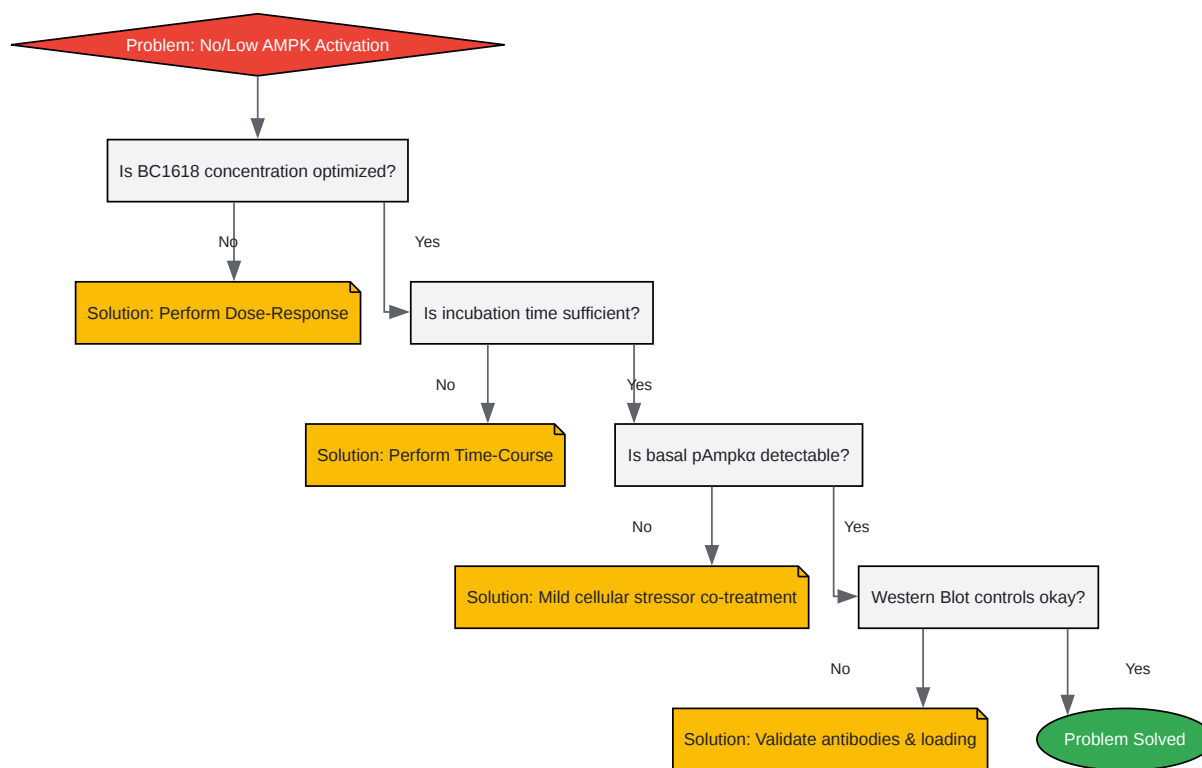 Problem: No/Low AMPK Activation
Is BC1618 concentration optimized?
No
Yes
Solution: Perform Dose-Response
Is incubation time sufficient?
No
Yes
Solution: Perform Time-Course
Is basal pAmpkα detectable?
No
Yes
Solution: Mild cellular stressor co-treatment
Western Blot controls okay?
No
Yes
Solution: Validate antibodies & loading
Problem Solved